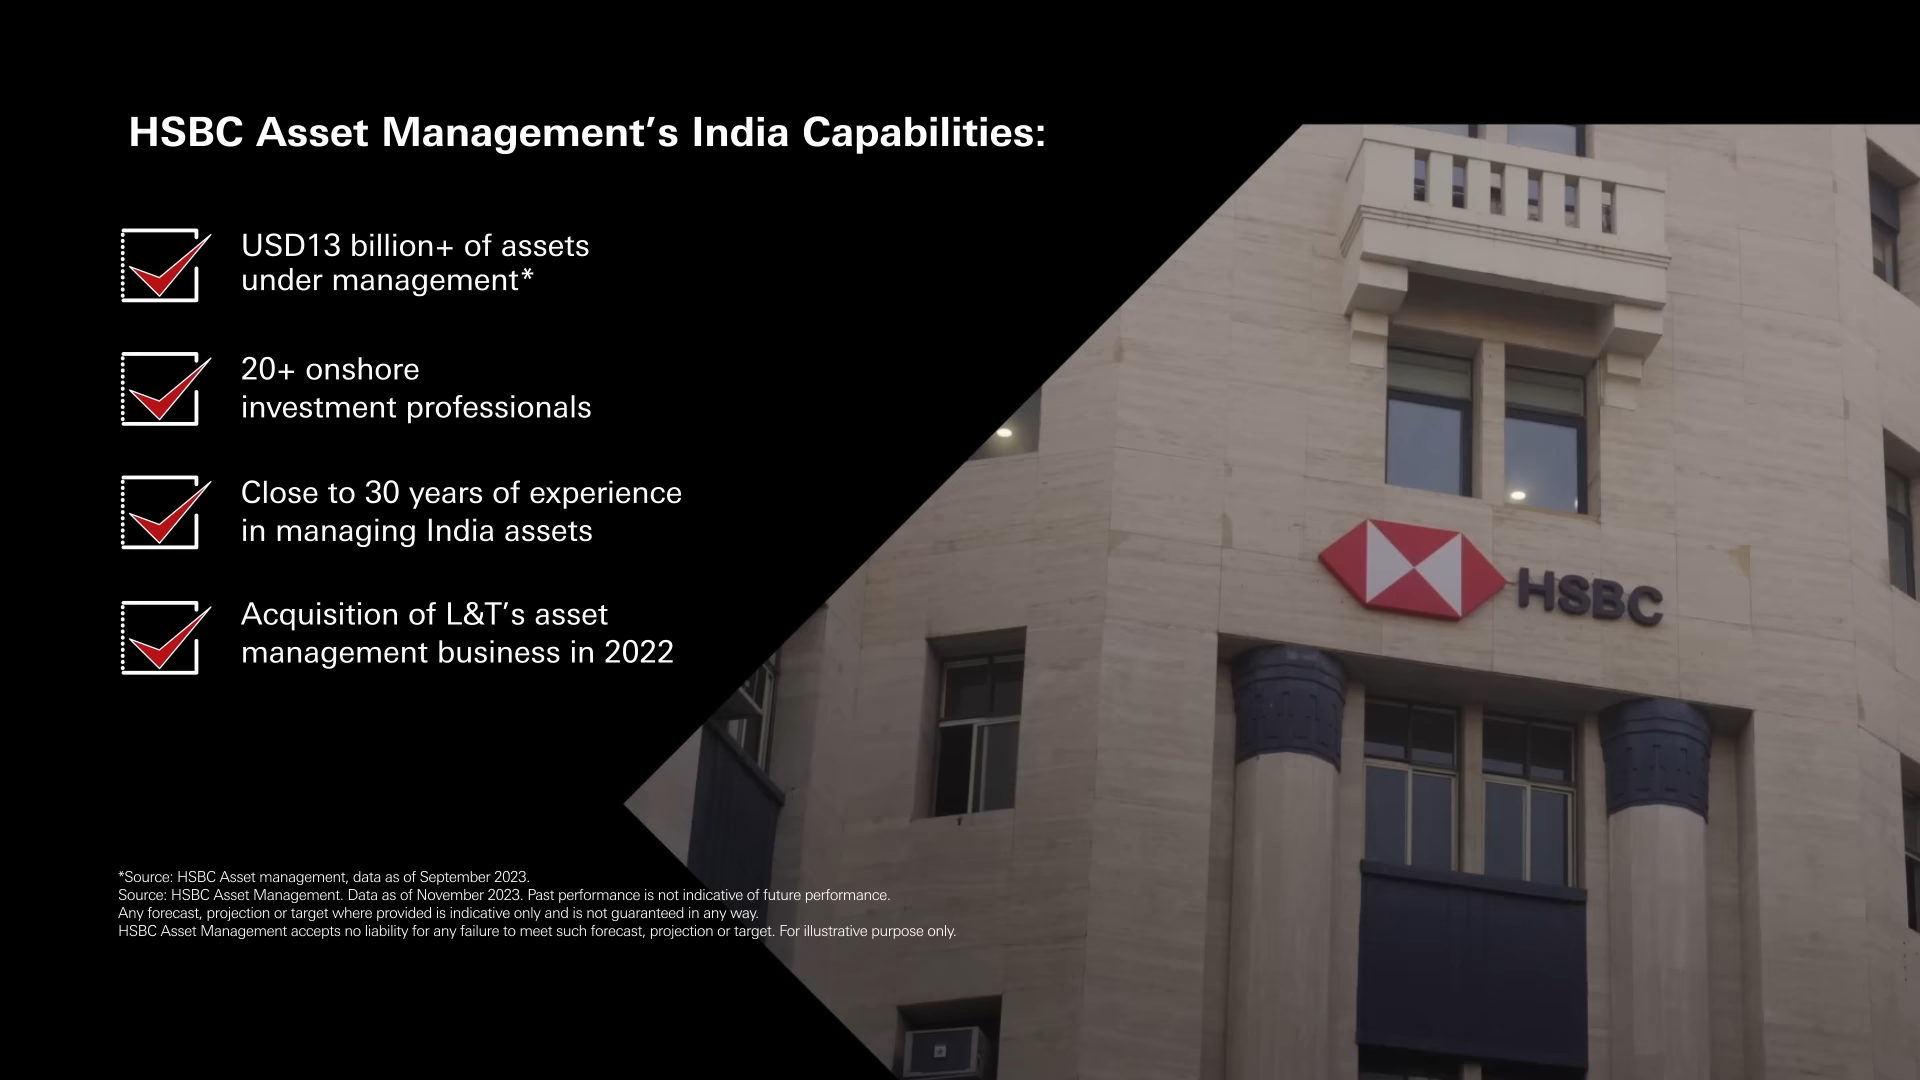 HSBC Asset Management's India Capabilities:
USD13 billion+ of assets
under management*
20+ onshore
investment professionals
Close to 30 years of experience
in managing India assets
Acquisition of L&T's asset
management business in 2022
HSBC
*Source: HSBC Asset management, data as of September 2023.
Source: HSBC Asset Management. Data as of November 2023. Past performance is not indicative of future performance.
Any forecast, projection or target where provided is indicative only and is not guaranteed in any way.
HSBC Asset Management accepts no liability for any failure to meet such forecast, projection or target. For illustrative purpose only.